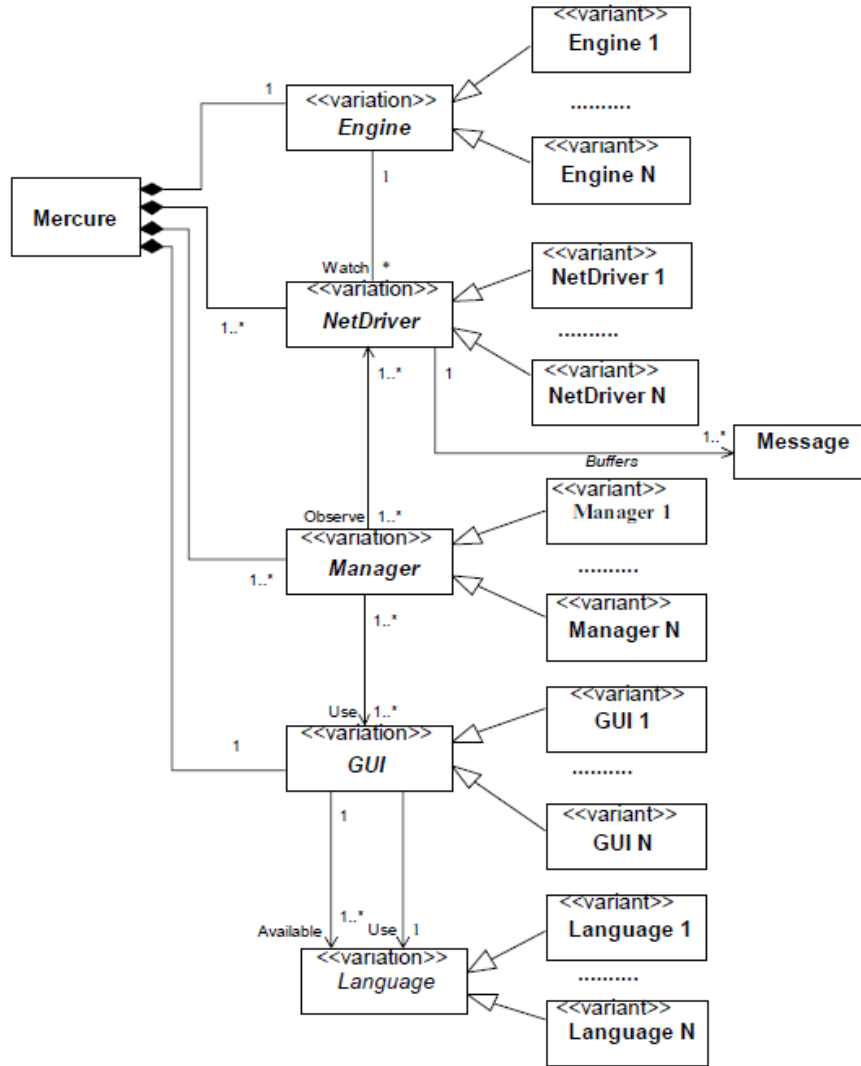 <<variant>>
Engine 1
..........
<<variant>>
Engine N
1
<<variation>>
Engine
1
Mercure
Watch
*
<<variation>>
NetDriver
1..*
<<variant>>
NetDriver 1
..........
<<variant>>
NetDriver N
1..*
1
1..*
Message
Buffers
Observe
1..*
<<variation>>
Manager
1..*
<<variant>>
Manager 1
..........
<<variant>>
Manager N
1..*
Use
1..*
<<variation>>
GUI
1
<<variant>>
GUI 1
..........
<<variant>>
GUI N
1
1..*
Available
Use
1
<<variation>>
Language
<<variant>>
Language 1
..........
<<variant>>
Language N